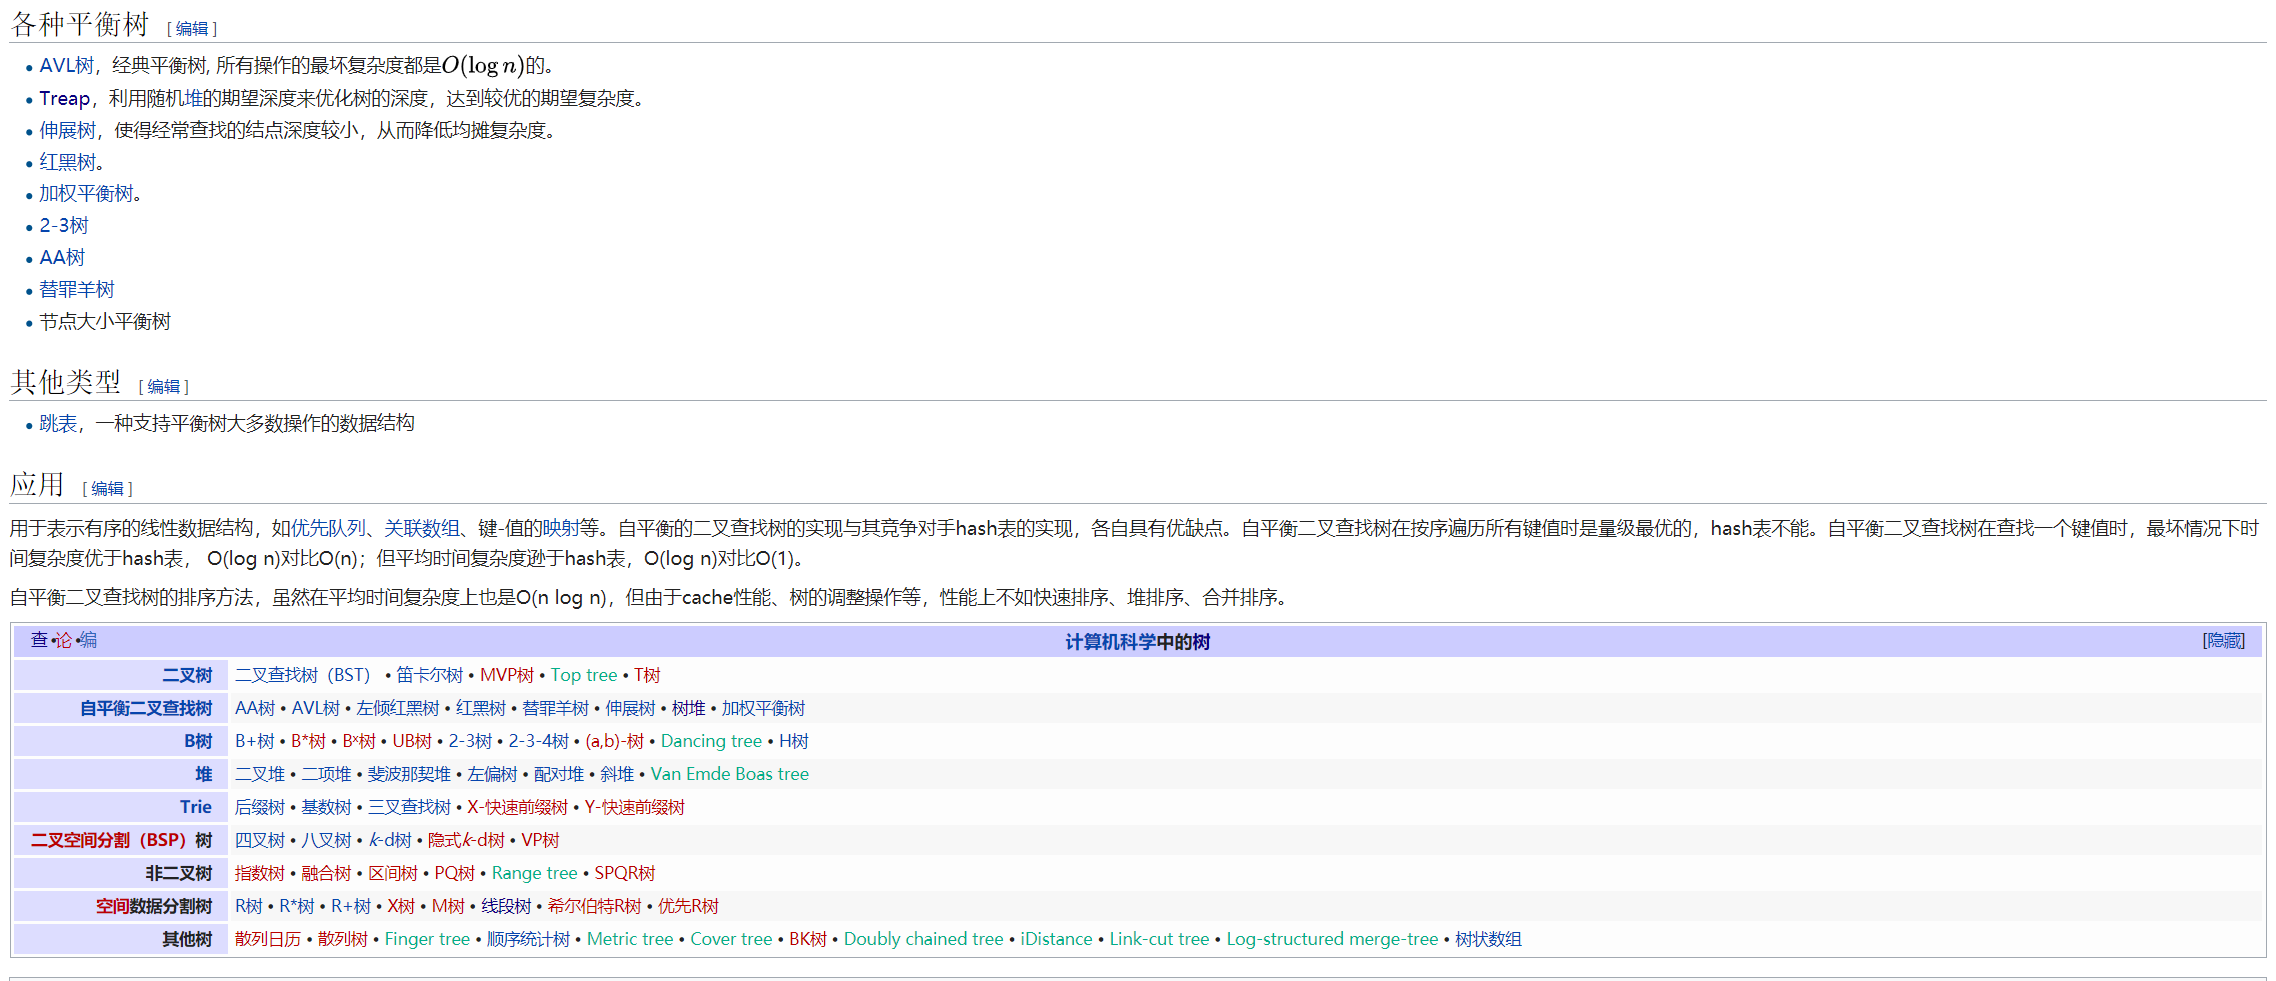 各种平衡树 [ 编辑 ]
• AVL树，经典平衡树, 所有操作的最坏复杂度都是O(log n)的。
• Treap，利用随机堆的期望深度来优化树的深度，达到较优的期望复杂度。
• 伸展树，使得经常查找的结点深度较小，从而降低均摊复杂度。
• 红黑树。
• 加权平衡树。
• 2-3树
• AA树
• 替罪羊树
• 节点大小平衡树
其他类型 [ 编辑 ]
• 跳表，一种支持平衡树大多数操作的数据结构
应用 [ 编辑 ]
用于表示有序的线性数据结构，如优先队列、关联数组、键-值的映射等。自平衡的二叉查找树的实现与其竞争对手hash表的实现，各自具有优缺点。自平衡二叉查找树在按序遍历所有键值时是量级最优的，hash表不能。自平衡二叉查找树在查找一个键值时，最坏情况下时
间复杂度优于hash表， O(log n)对比O(n)；但平均时间复杂度逊于hash表，O(log n)对比O(1)。
自平衡二叉查找树的排序方法，虽然在平均时间复杂度上也是O(n log n)，但由于cache性能、树的调整操作等，性能上不如快速排序、堆排序、合并排序。
查 •论 •编 计算机科学中的树 [隐藏]
二叉树 二叉查找树（BST） • 笛卡尔树 • MVP树 • Top tree • T树
自平衡二叉查找树 AA树 • AVL树 • 左倾红黑树 • 红黑树 • 替罪羊树 • 伸展树 • 树堆 • 加权平衡树
B树 B+树 • B*树 • Bˣ树 • UB树 • 2-3树 • 2-3-4树 • (a,b)-树 • Dancing tree • H树
堆 二叉堆 • 二项堆 • 斐波那契堆 • 左偏树 • 配对堆 • 斜堆 • Van Emde Boas tree
Trie 后缀树 • 基数树 • 三叉查找树 • X-快速前缀树 • Y-快速前缀树
二叉空间分割（BSP）树 四叉树 • 八叉树 • k-d树 • 隐式k-d树 • VP树
非二叉树 指数树 • 融合树 • 区间树 • PQ树 • Range tree • SPQR树
空间数据分割树 R树 • R*树 • R+树 • X树 • M树 • 线段树 • 希尔伯特R树 • 优先R树
其他树 散列日历 • 散列树 • Finger tree • 顺序统计树 • Metric tree • Cover tree • BK树 • Doubly chained tree • iDistance • Link-cut tree • Log-structured merge-tree • 树状数组